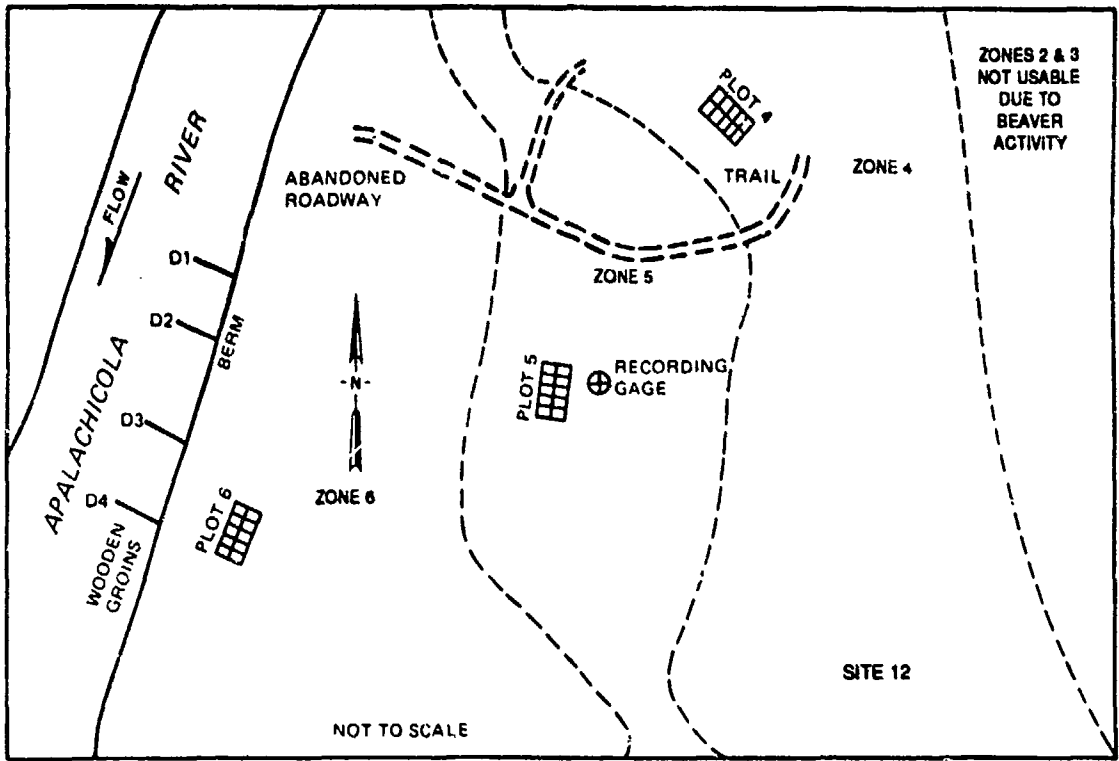 ZONES 2 & 3
NOT USABLE
DUE TO
BEAVER
ACTIVITY
PLOT 4
RIVER
ABANDONED
ROADWAY
TRAIL
ZONE 4
FLOW
D1
ZONE 5
D2
BERM
APALACHICOLA
-N-
PLOT 5
RECORDING
GAGE
D3
D4
PLOT 6
ZONE 6
WOODEN
GROINS
SITE 12
NOT TO SCALE